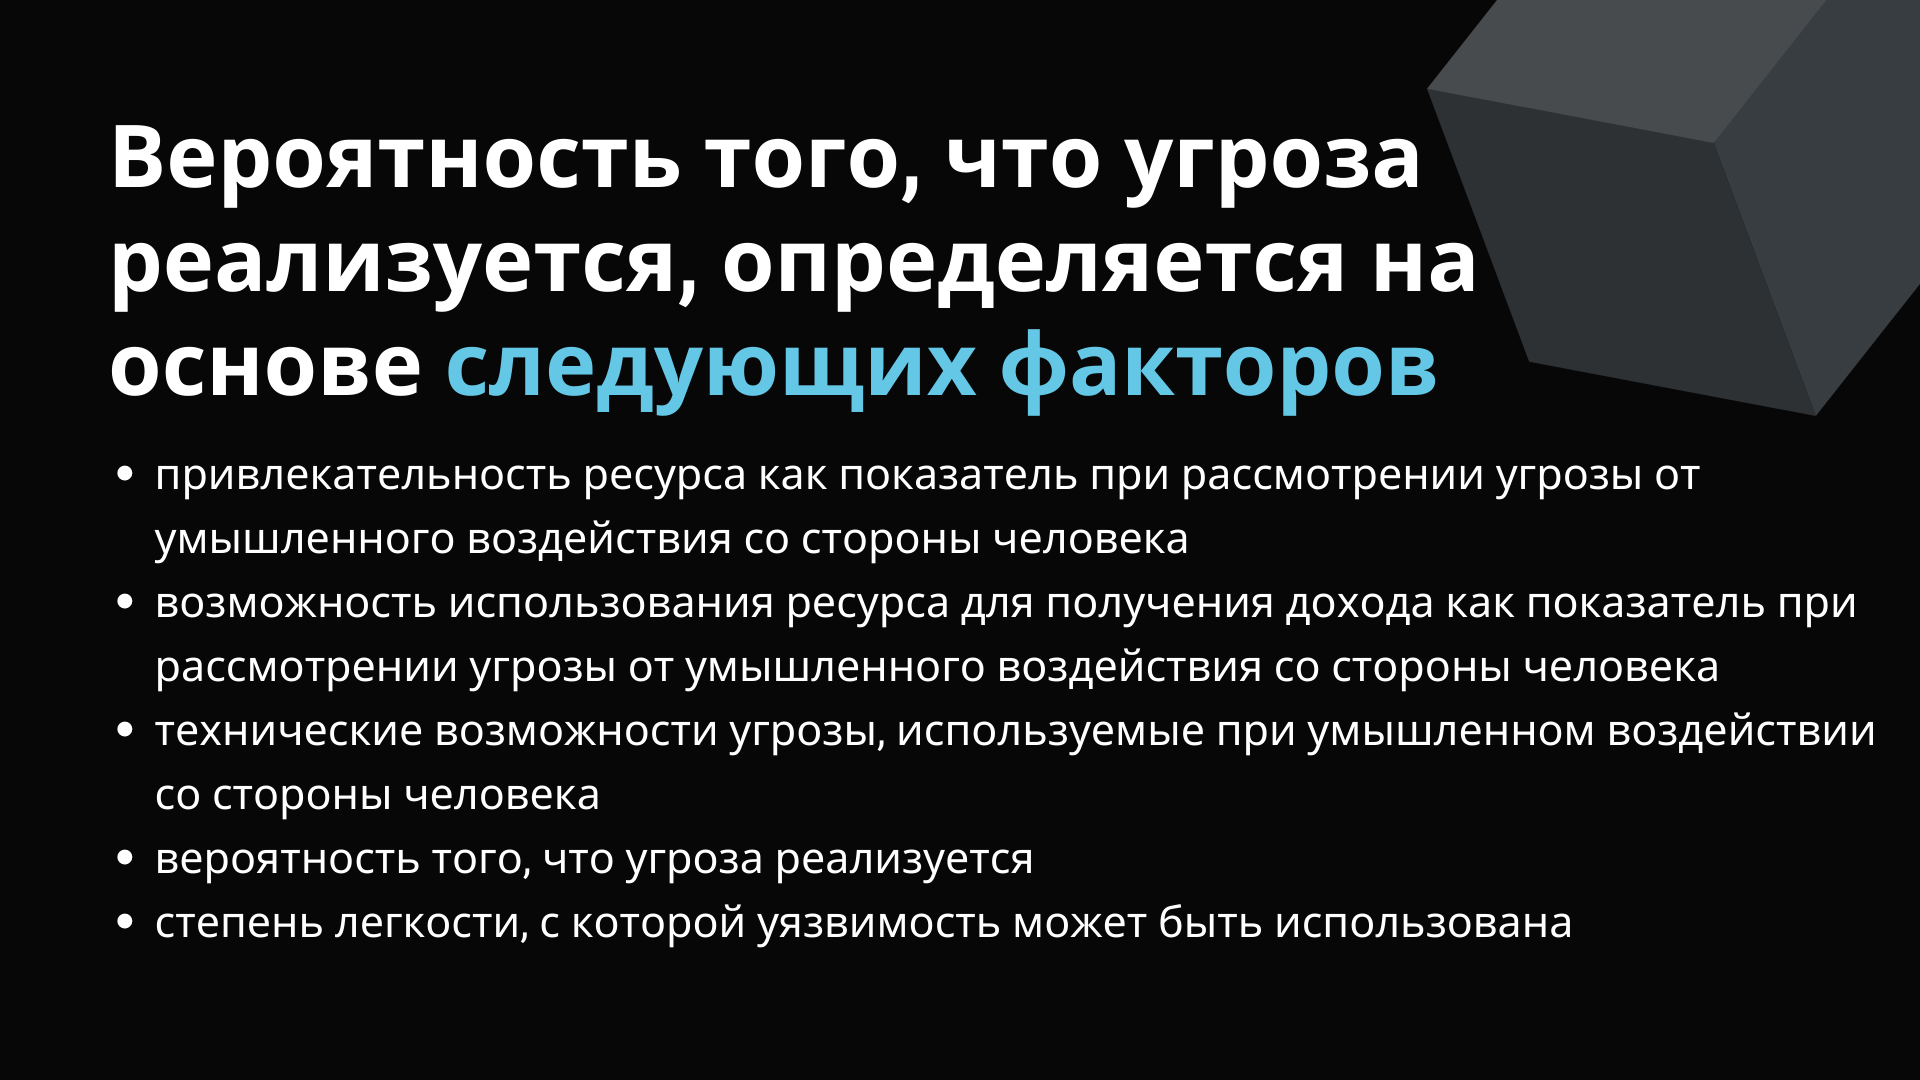 Вероятность того, что угроза
реализуется, определяется на
основе следующих факторов
• привлекательность ресурса как показатель при рассмотрении угрозы от
умышленного воздействия со стороны человека
• возможность использования ресурса для получения дохода как показатель при
рассмотрении угрозы от умышленного воздействия со стороны человека
• технические возможности угрозы, используемые при умышленном воздействии
со стороны человека
• вероятность того, что угроза реализуется
• степень легкости, с которой уязвимость может быть использована